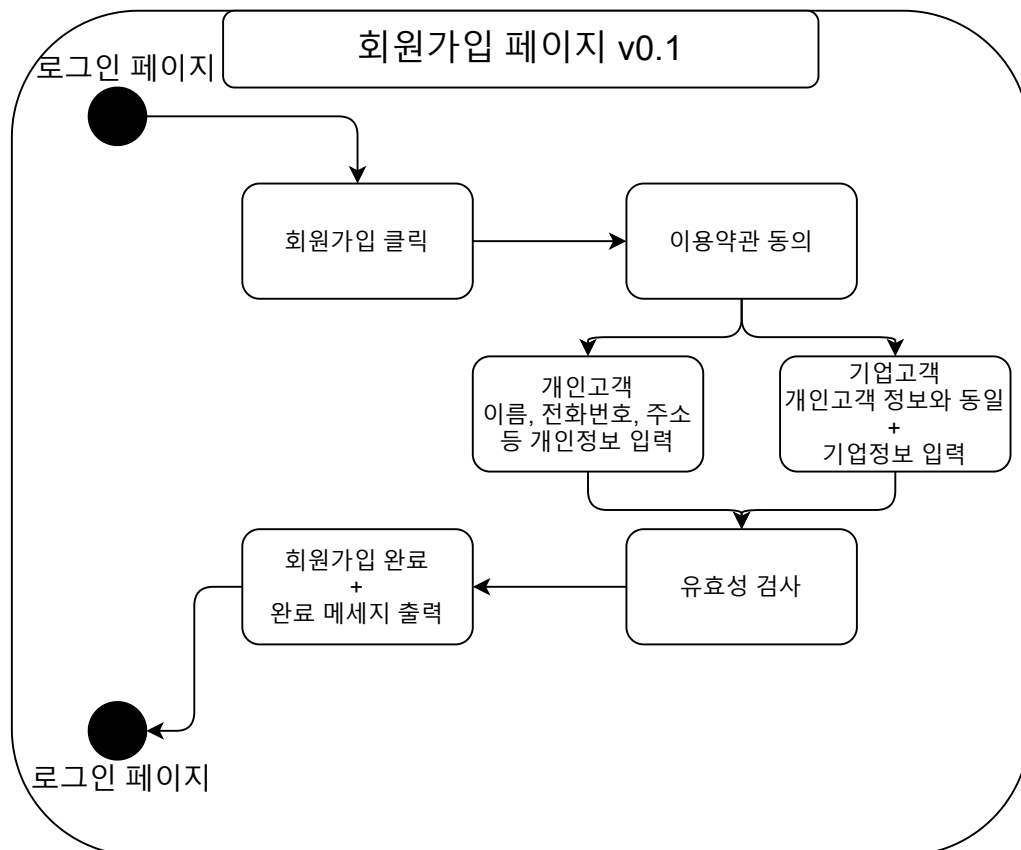 회원가입 페이지 v0.1
로그인 페이지
회원가입 클릭
이용약관 동의
개인고객
이름, 전화번호, 주소
등 개인정보 입력
기업고객
개인고객 정보와 동일
+
기업정보 입력
유효성 검사
회원가입 완료
+
완료 메세지 출력
로그인 페이지